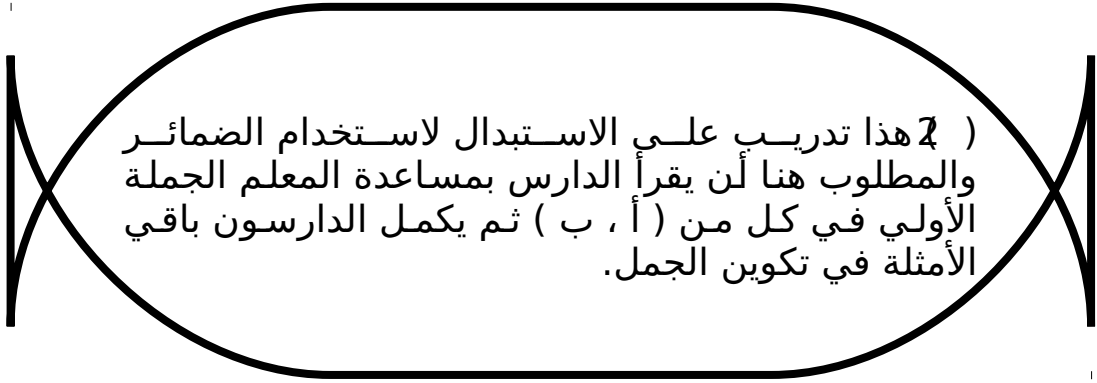 ( 2 ) هذا تدريب على الاستبدال لاستخدام الضمائر
والمطلوب هنا أن يقرأ الدارس بمساعدة المعلم الجملة
الأولي في كل من ( أ ، ب ) ثم يكمل الدارسون باقي
الأمثلة في تكوين الجمل.